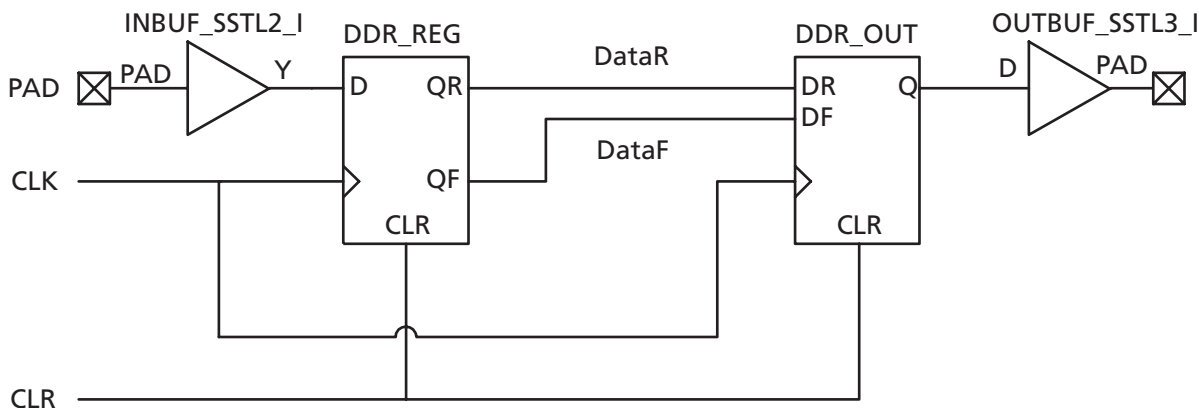 INBUF_SSTL2_I
DDR_REG
DDR_OUT
OUTBUF_SSTL3_I
PAD
PAD
Y
D
QR
DataR
DR
Q
D
PAD
DF
DataF
CLK
QF
CLR
CLR
CLR